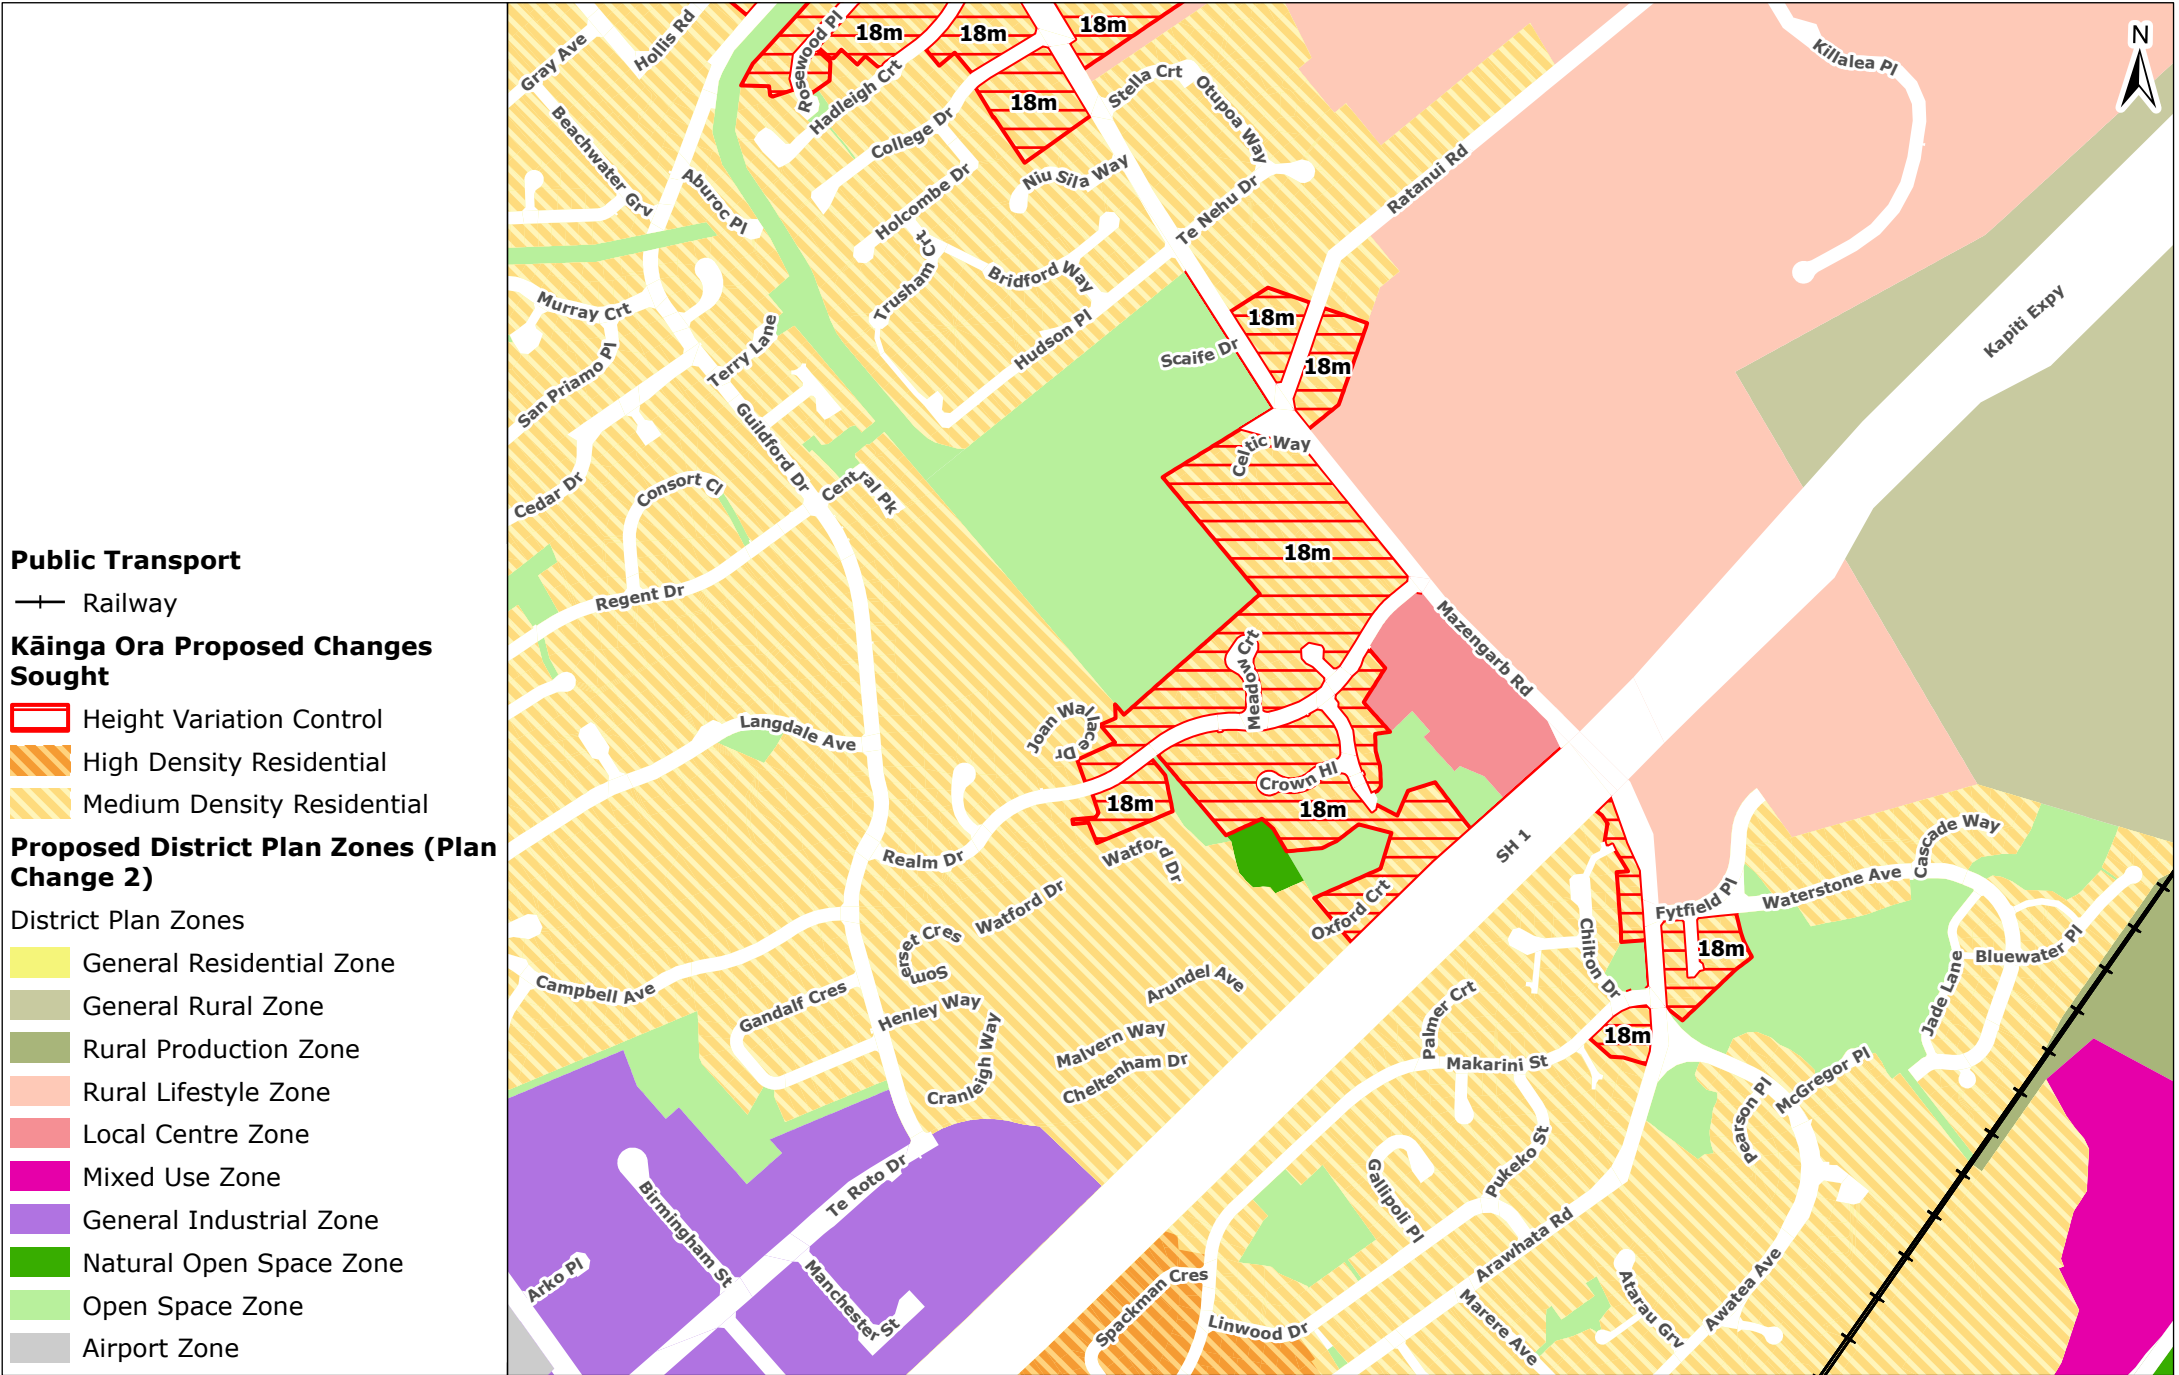 Public Transport
Railway
Kāinga Ora Proposed Changes
Sought
Height Variation Control
High Density Residential
Medium Density Residential
Proposed District Plan Zones (Plan
Change 2)
District Plan Zones
General Residential Zone
General Rural Zone
Rural Production Zone
Rural Lifestyle Zone
Local Centre Zone
Mixed Use Zone
General Industrial Zone
Natural Open Space Zone
Open Space Zone
Airport Zone
N
Gray Ave
Hollis Rd
Rosewood Pl
18m
18m
18m
Killalea Pl
Hadleigh Crt
Stella Crt
Otupoa Way
18m
Beachwater Grv
College Dr
Aburoc Pl
Holcombe Dr
Niu Sila Way
Te Nehu Dr
Ratanui Rd
Trusham Crt
Bridford Way
Murray Crt
Hudson Pl
Scaife Dr
18m
18m
Kapiti Expy
San Priamo Pl
Terry Lane
Guildford Dr
Celtic Way
Cedar Dr
Consort Cl
Central Pk
18m
Regent Dr
Meadow Crt
Mazengarb Rd
Langdale Ave
Joan Wallace Dr
Crown Hl
18m
18m
SH 1
Realm Dr
Watford Dr
Watford Dr
Oxford Crt
Cascade Way
Waterstone Ave
Fytfield Pl
18m
Chilton Dr
Bluewater Pl
Jade Lane
Somerset Cres
Campbell Ave
Gandalf Cres
Henley Way
Arundel Ave
Palmer Crt
18m
Malvern Way
Cheltenham Dr
Cranleigh Way
Makarini St
McGregor Pl
Pearson Pl
Te Roto Dr
Birmingham St
Gallipoli Pl
Pukeko St
Arawhata Rd
Arko Pl
Manchester St
Spackman Cres
Linwood Dr
Marere Ave
Atarau Grv
Awatea Ave